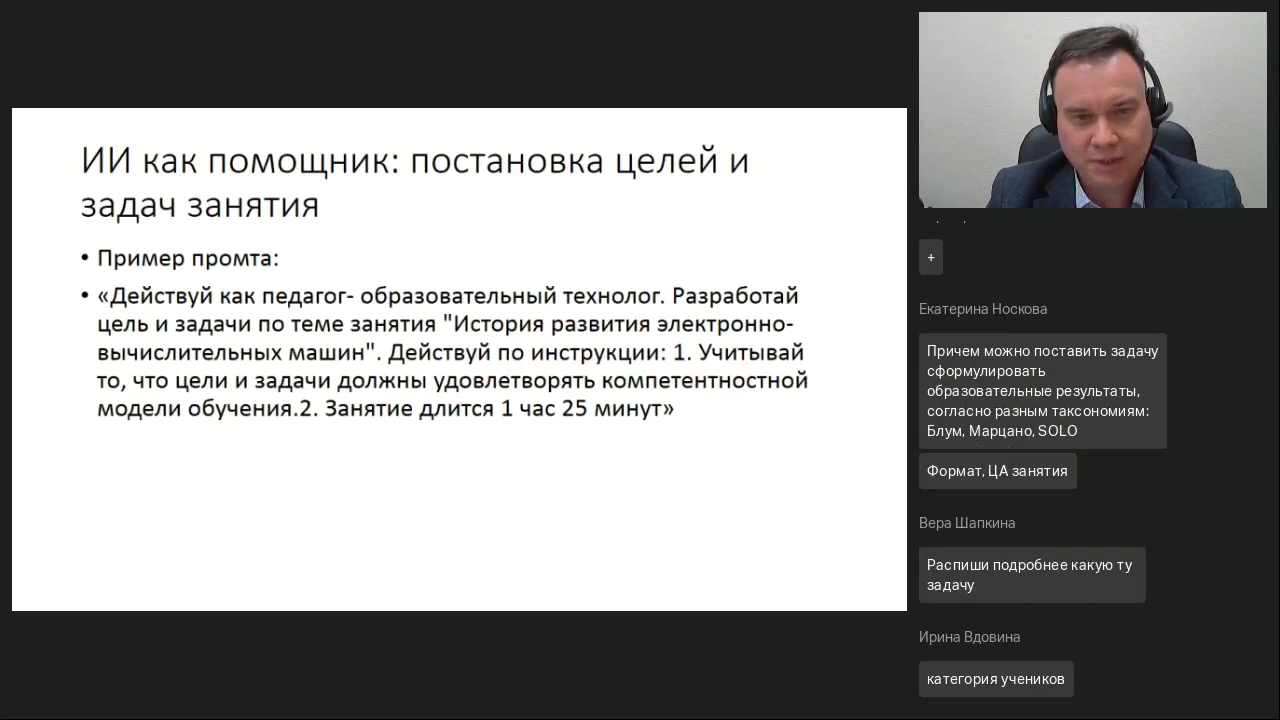 ИИ как помощник: постановка целей и
задач занятия
• Пример промта:
• «Действуй как педагог- образовательный технолог. Разработай
цель и задачи по теме занятия "История развития электронно-
вычислительных машин". Действуй по инструкции: 1. Учитывай
то, что цели и задачи должны удовлетворять компетентностной
модели обучения.2. Занятие длится 1 час 25 минут»
+
Екатерина Носкова
Причем можно поставить задачу
сформулировать
образовательные результаты,
согласно разным таксономиям:
Блум, Марцано, SOLO
Формат, ЦА занятия
Вера Шапкина
Распиши подробнее какую ту
задачу
Ирина Вдовина
категория учеников